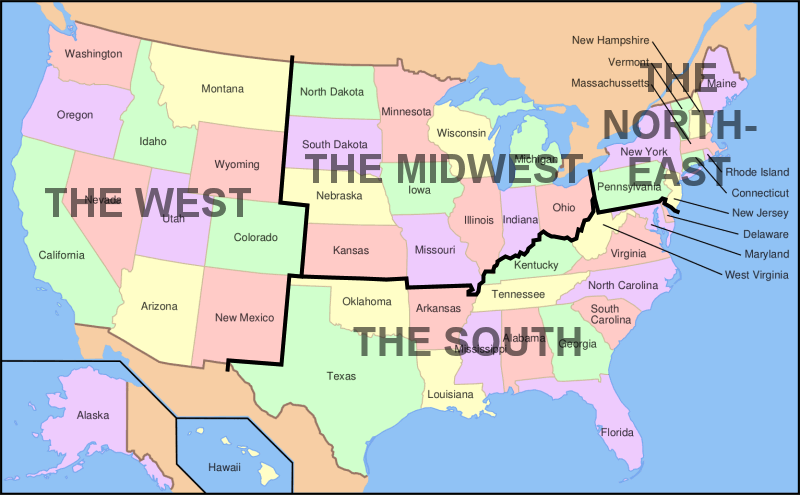 New Hampshire
Vermont
Massachusetts
THE
NORTH-
EAST
Washington
Oregon
California
Nevada
Idaho
Montana
Wyoming
Utah
Colorado
Arizona
New Mexico
THE WEST
North Dakota
South Dakota
Nebraska
Kansas
Minnesota
Iowa
Missouri
Wisconsin
Illinois
Michigan
Indiana
Ohio
THE MIDWEST
Maine
New York
Pennsylvania
Rhode Island
Connecticut
New Jersey
Delaware
Maryland
West Virginia
Virginia
Kentucky
Tennessee
North Carolina
South
Carolina
Oklahoma
Texas
Arkansas
Louisiana
Mississippi
Alabama
Georgia
Florida
THE SOUTH
Alaska
Hawaii